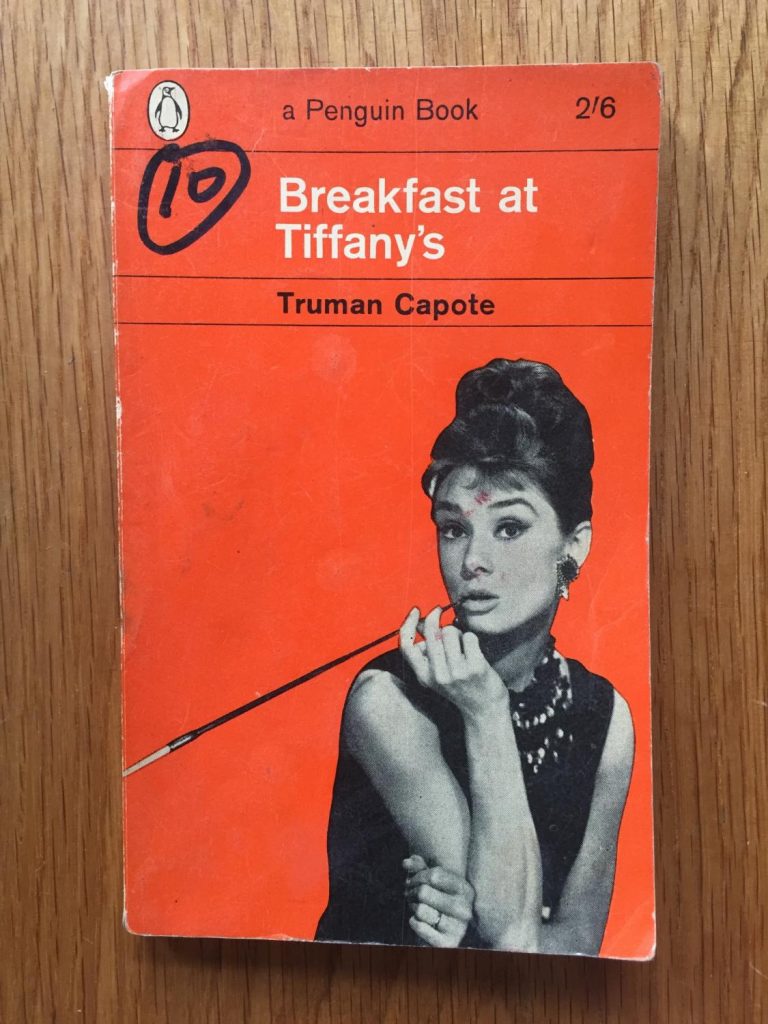 a Penguin Book 2/6
10
Breakfast at
Tiffany's
Truman Capote